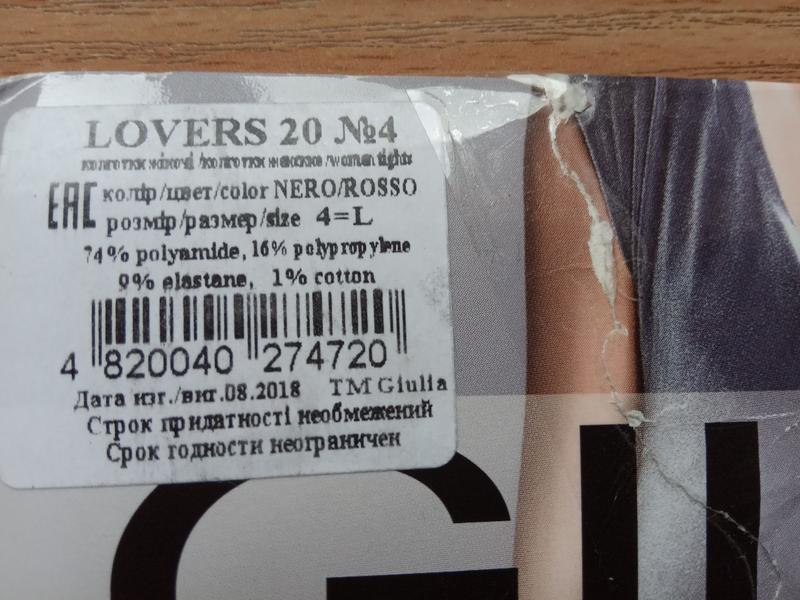 LOVERS 20 №4
колготки жіночі /колготки женские /women tights
EAC
колір/цвет/color NERO/ROSSO
розмір/размер/size 4=L
74% polyamide, 16% polypropylene
9% elastane, 1% cotton
4 820040 274720
Дата изг./виг.08.2018 TM Giulia
Строк придатності необмежений
Срок годности неограничен